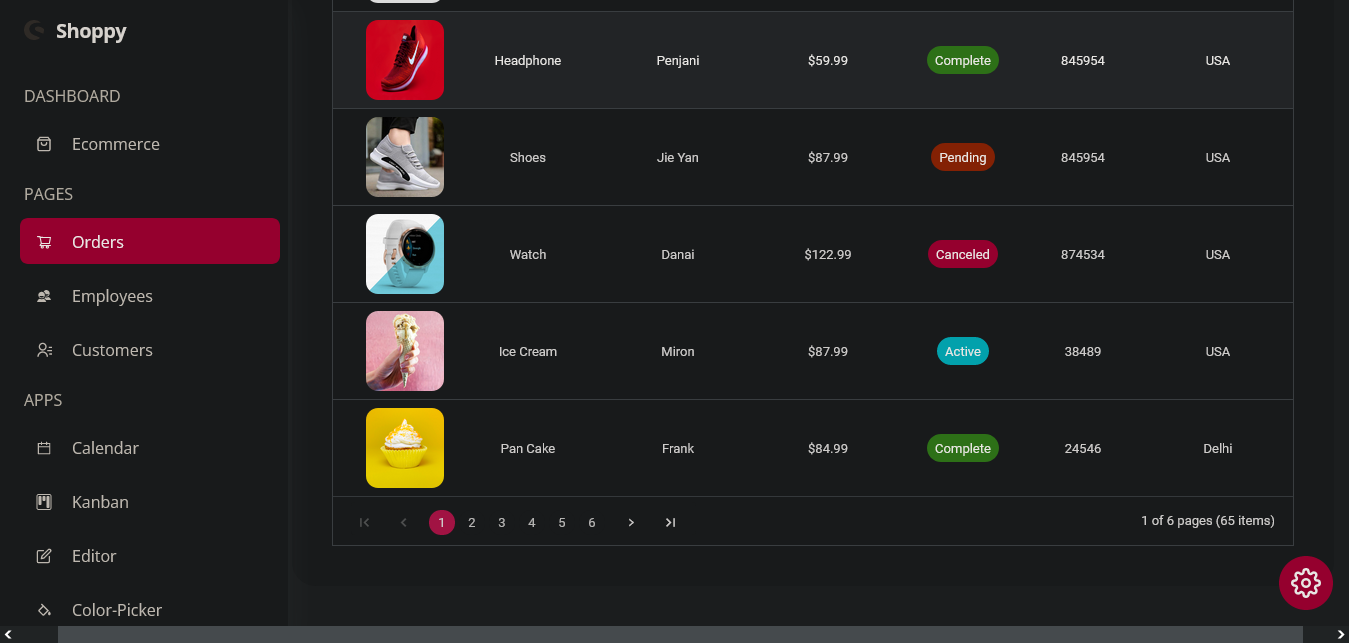 Shoppy
DASHBOARD
Ecommerce
PAGES
Orders
Employees
Customers
APPS
Calendar
Kanban
Editor
Color-Picker
Headphone Penjani $59.99 Complete 845954 USA
Shoes Jie Yan $87.99 Pending 845954 USA
Watch Danai $122.99 Canceled 874534 USA
Ice Cream Miron $87.99 Active 38489 USA
Pan Cake Frank $84.99 Complete 24546 Delhi
1 2 3 4 5 6 1 of 6 pages (65 items)